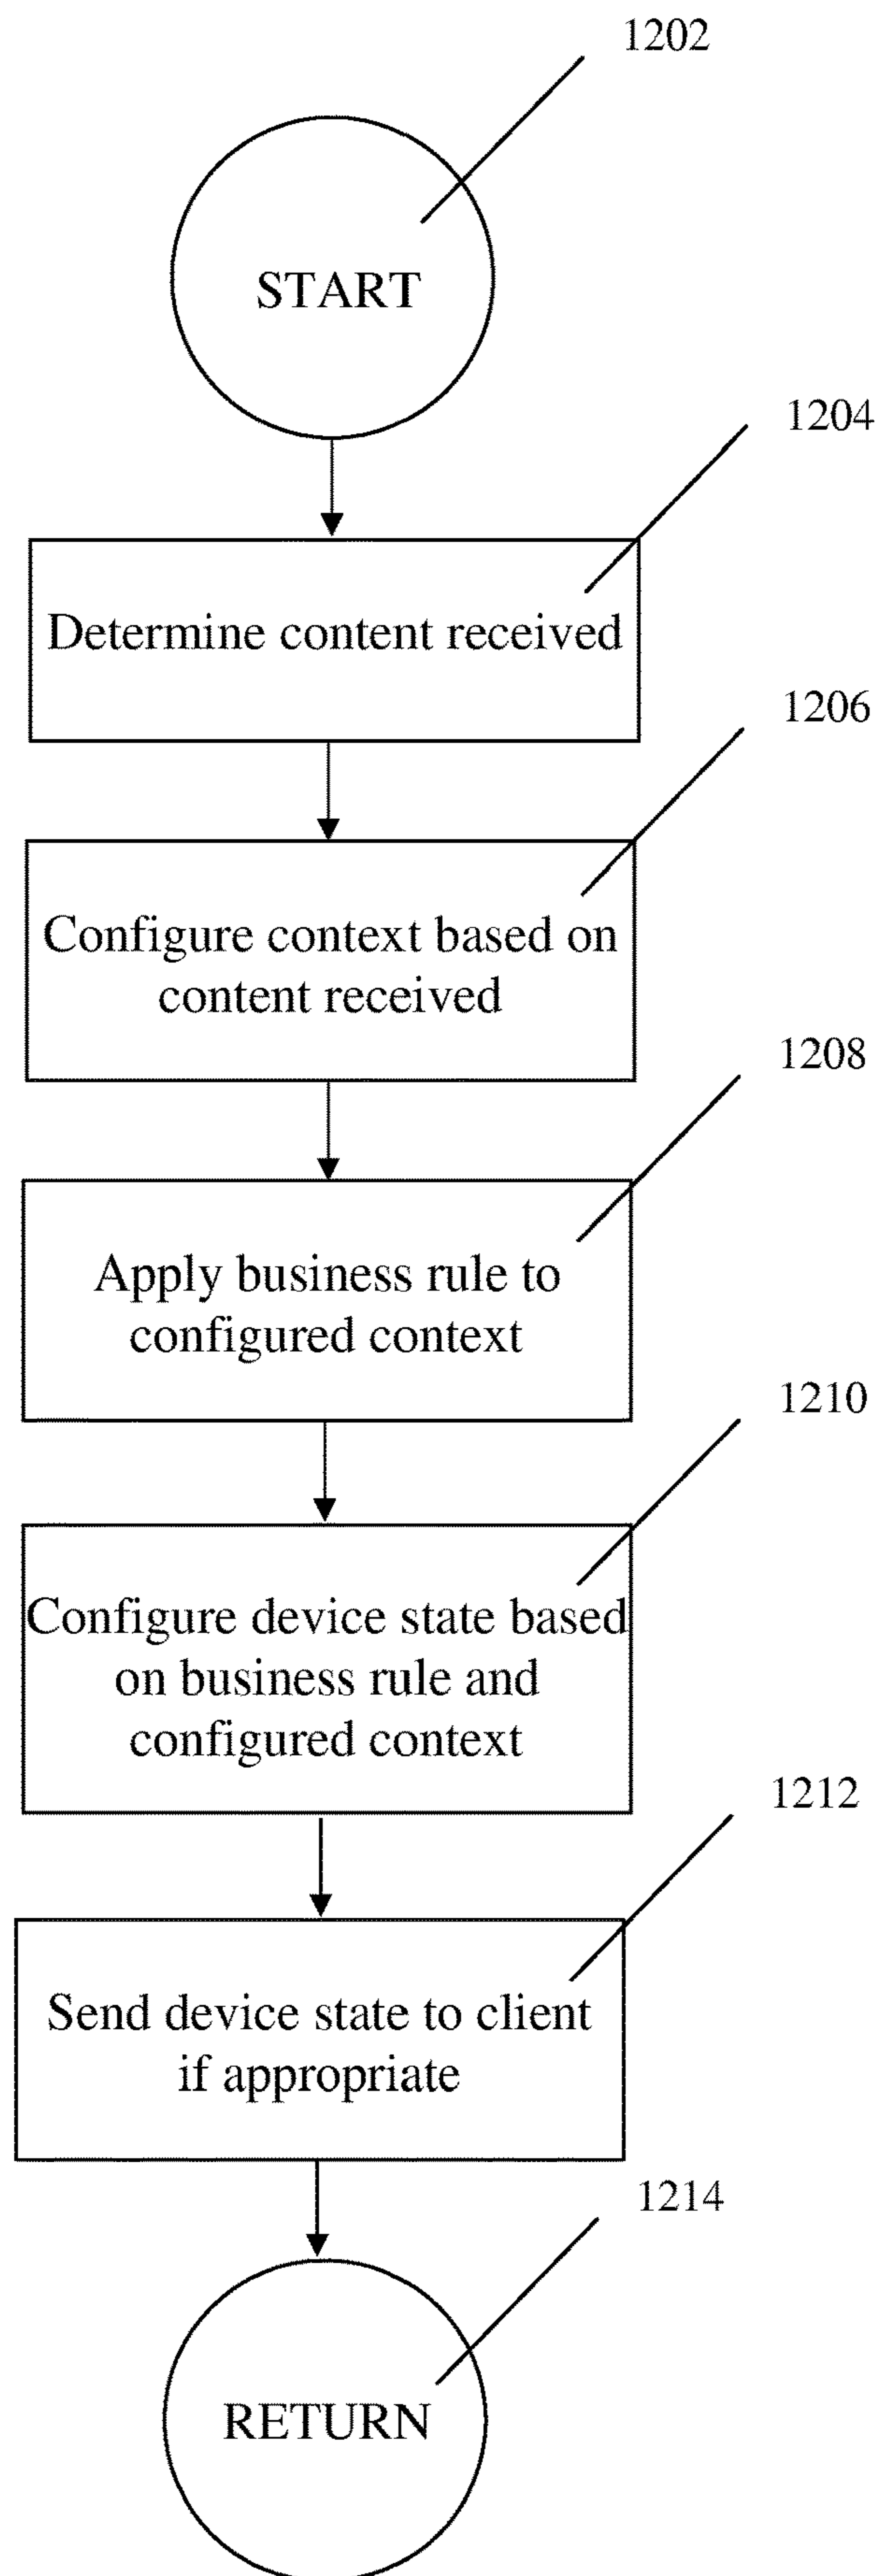 1202
START
1204
Determine content received
1206
Configure context based on
content received
1208
Apply business rule to
configured context
1210
Configure device state based
on business rule and
configured context
1212
Send device state to client
if appropriate
1214
RETURN